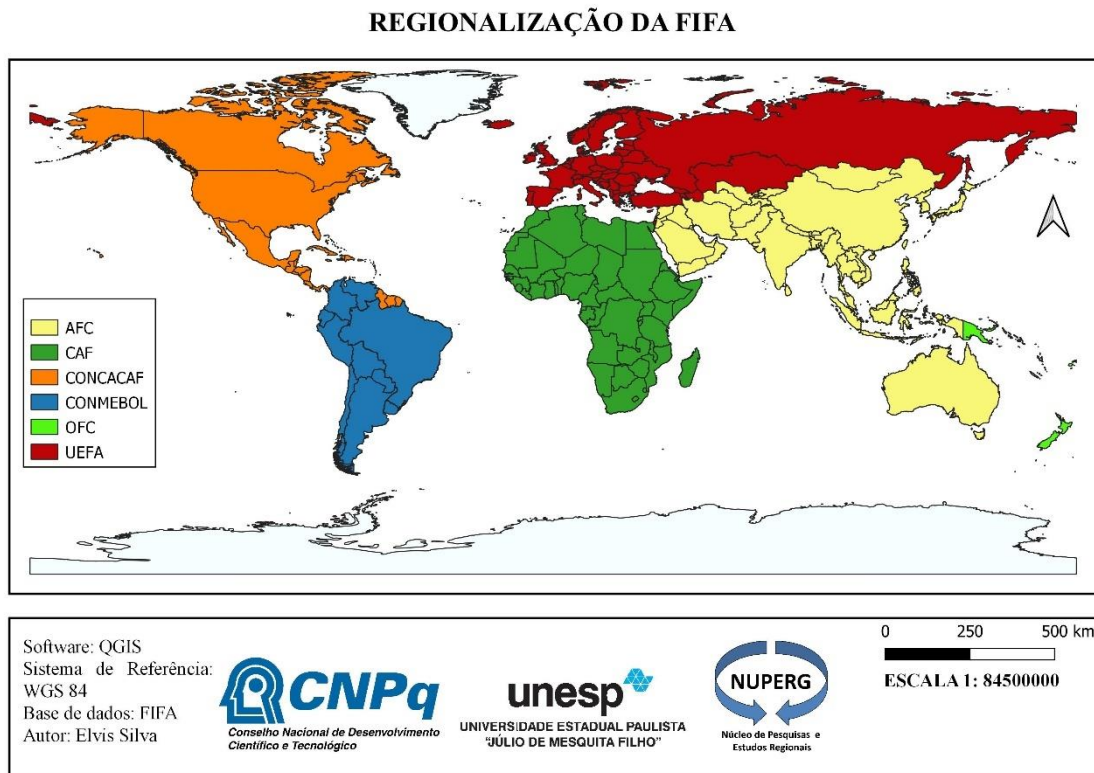 REGIONALIZAÇÃO DA FIFA
AFC
CAF
CONCACAF
CONMEBOL
OFC
UEFA
Software: QGIS
Sistema de Referência:
WGS 84
Base de dados: FIFA
Autor: Elvis Silva
CNPq
Conselho Nacional de Desenvolvimento
Científico e Tecnológico
unesp
UNIVERSIDADE ESTADUAL PAULISTA
“JÚLIO DE MESQUITA FILHO”
NUPERG
Núcleo de Pesquisas e
Estudos Regionais
0 250 500 km
ESCALA 1: 84500000